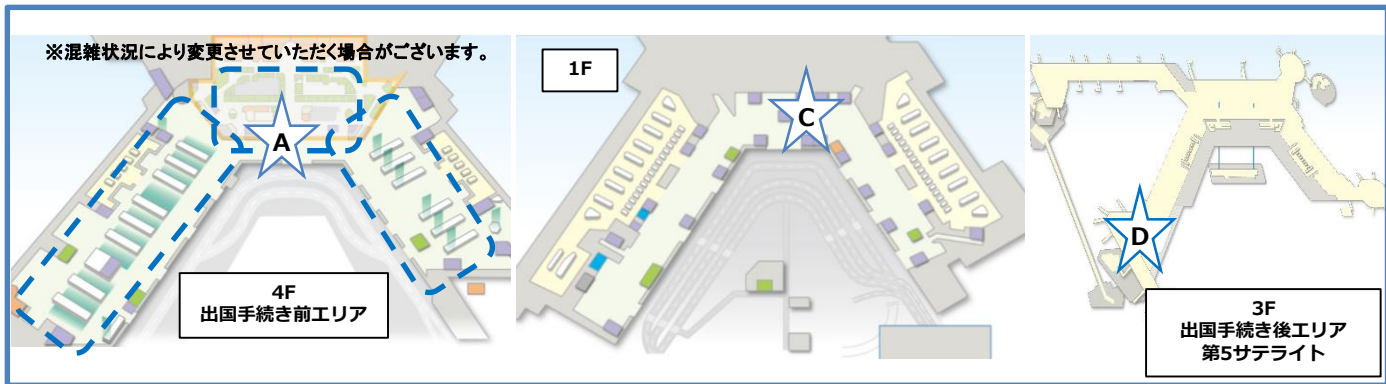 ※混雑状況により変更させていただく場合がございます。
A
4F
出国手続き前エリア
1F
C
D
3F
出国手続き後エリア
第5サテライト